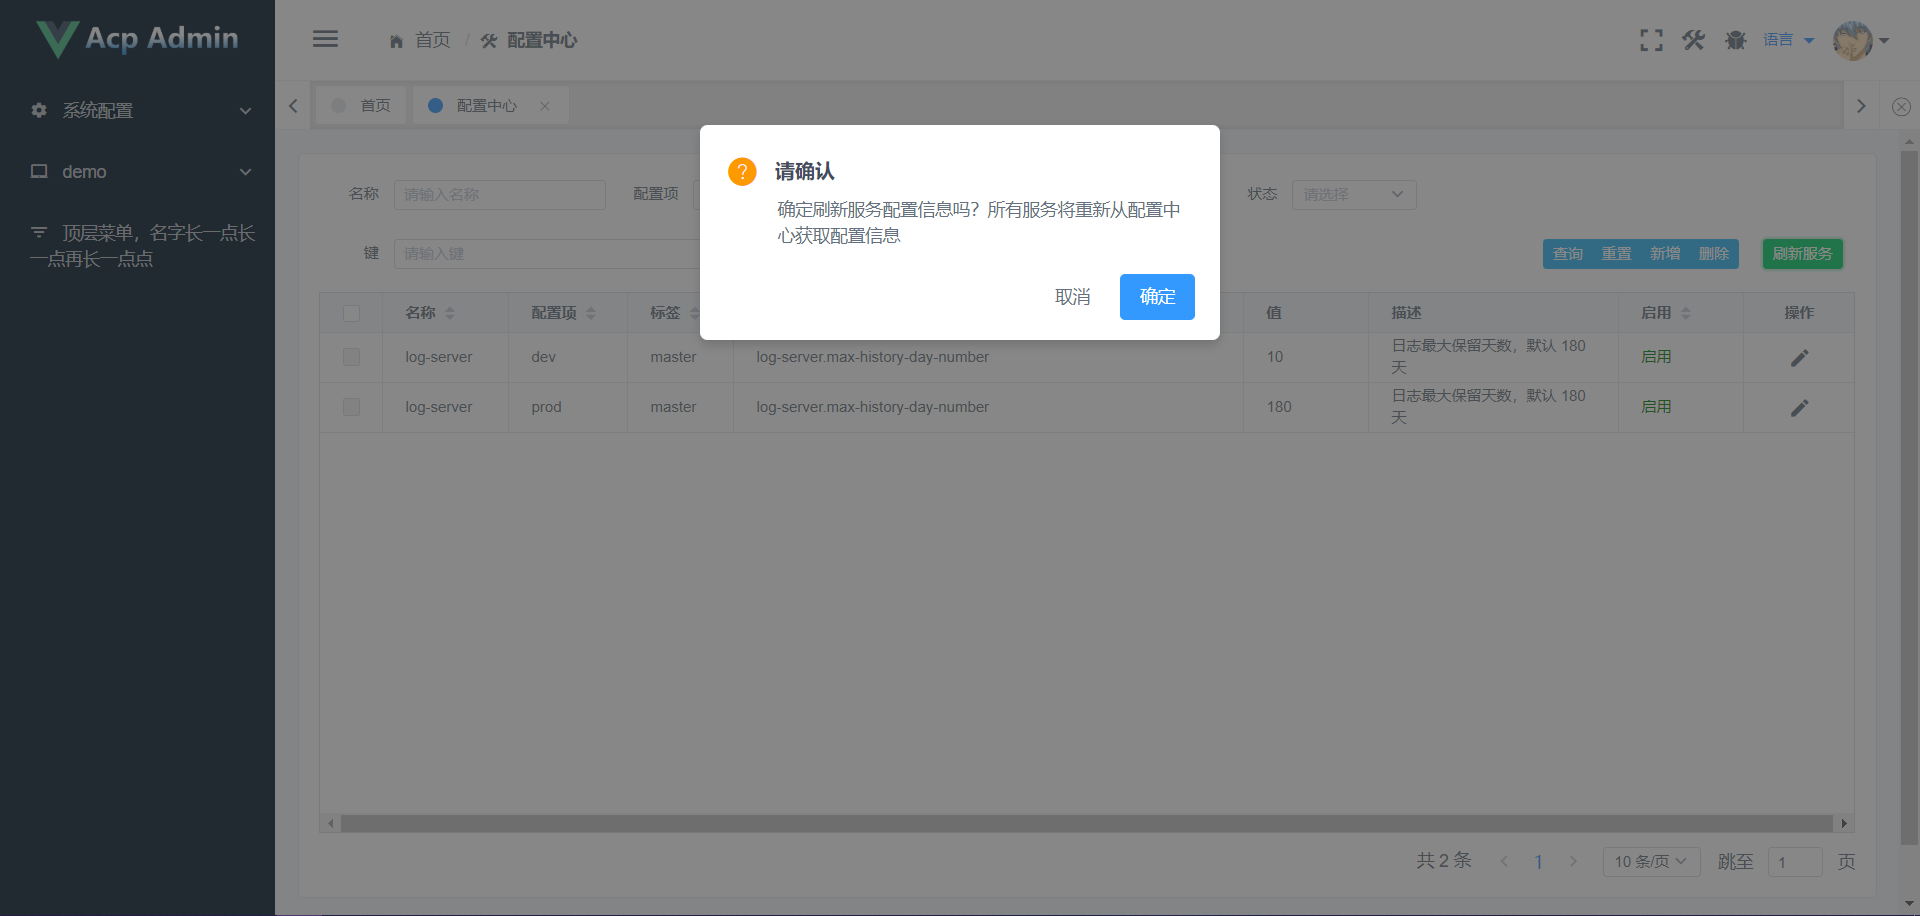 Acp Admin
系统配置
demo
顶层菜单，名字长一点长
一点再长一点点
首页 / 配置中心
语言
首页
配置中心
请确认
确定刷新服务配置信息吗？所有服务将重新从配置中
心获取配置信息
取消
确定
名称
请输入名称
配置项
状态
请选择
键
请输入键
查询
重置
新增
删除
刷新服务
名称
配置项
标签
值
描述
启用
操作
log-server
dev
master
log-server.max-history-day-number
10
日志最大保留天数，默认 180
天
启用
log-server
prod
master
log-server.max-history-day-number
180
日志最大保留天数，默认 180
天
启用
共 2 条
1
10 条/页
跳至
1
页